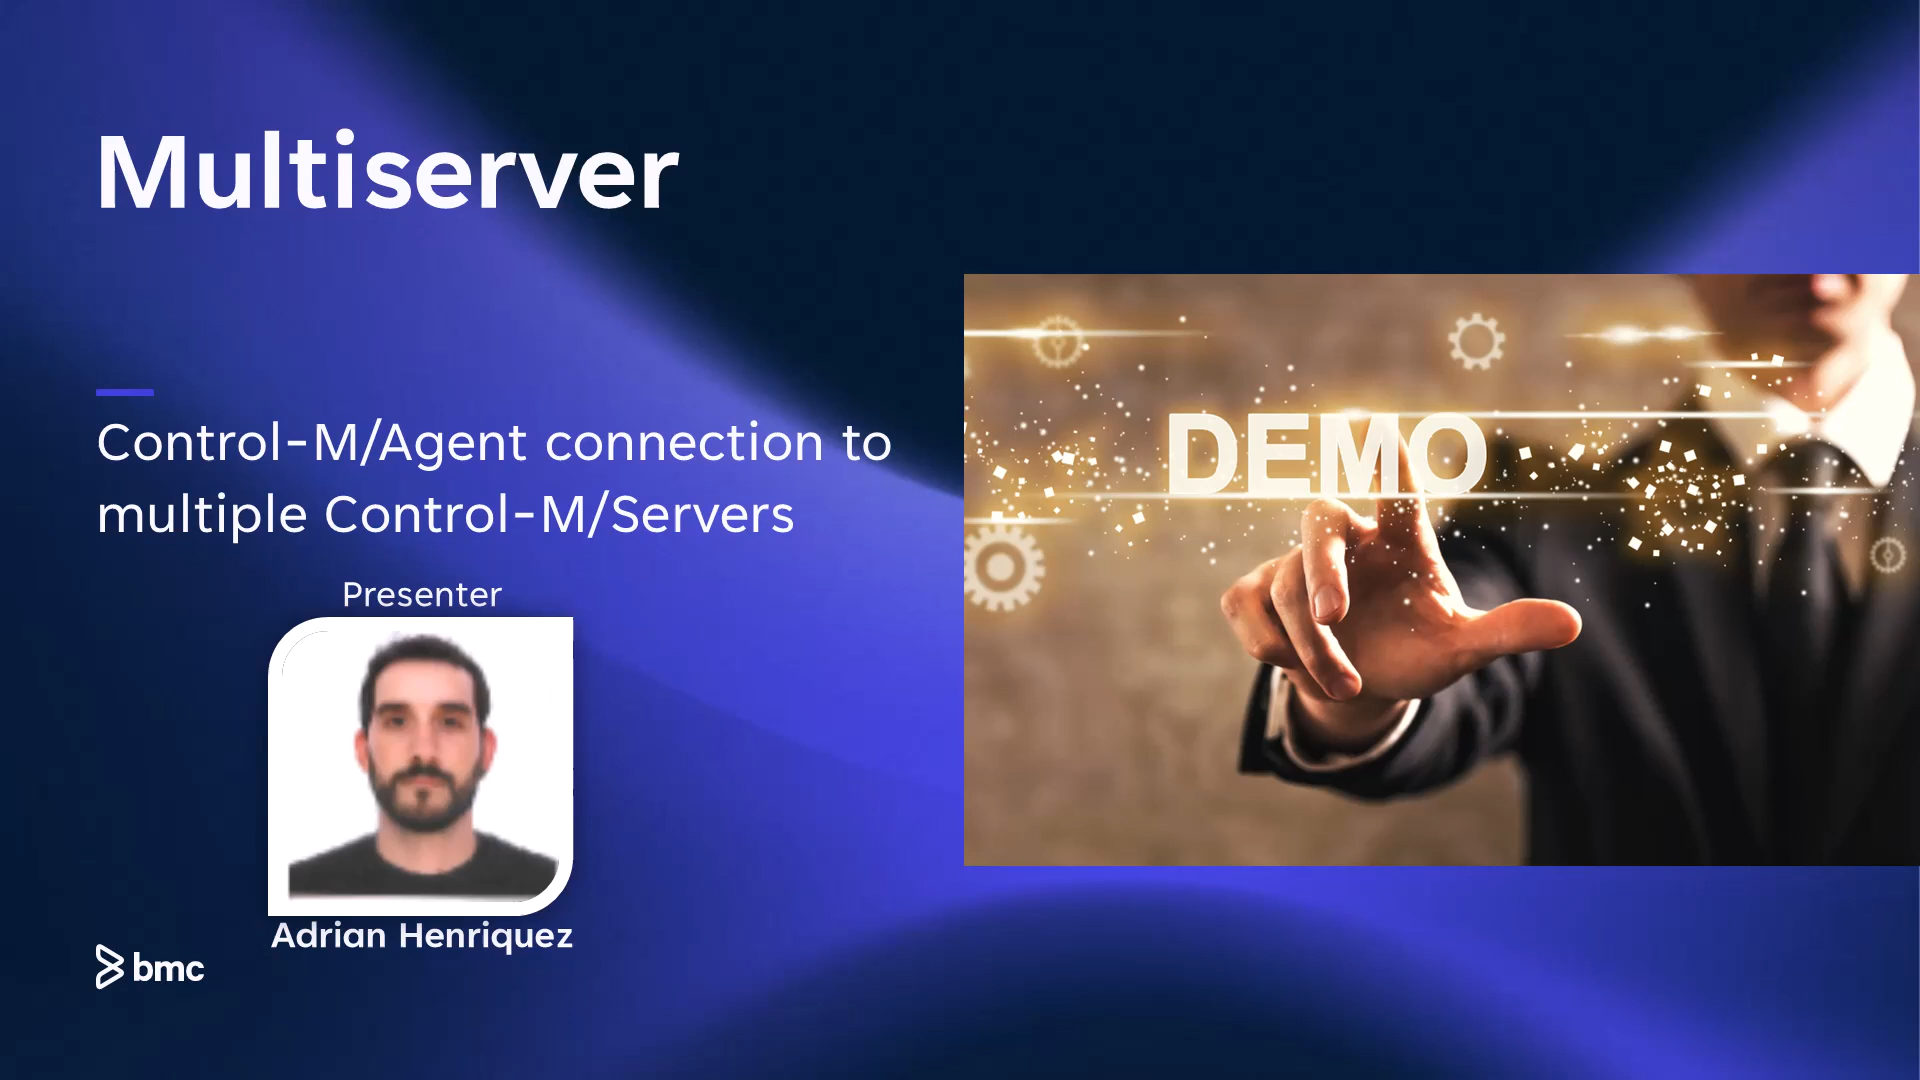 Multiserver
Control-M/Agent connection to
multiple Control-M/Servers
Presenter
Adrian Henriquez
bmc
DEMO